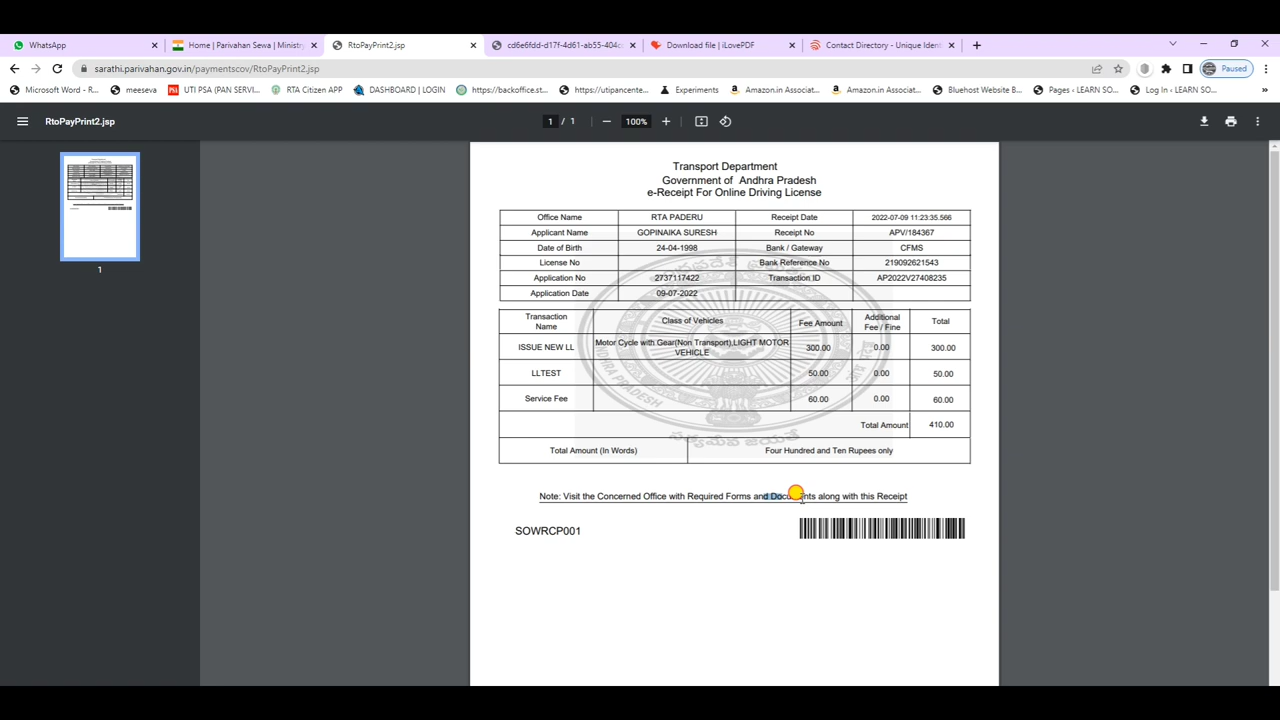 WhatsApp
Home | Parivahan Sewa | Ministry
RtoPayPrint2.jsp
cd6e6fdd-d17f-4d61-ab55-404c
Download file | iLovePDF
Contact Directory - Unique Ident
sarathi.parivahan.gov.in/paymentscov/RtoPayPrint2.jsp
Paused
Microsoft Word - R...
meeseva
UTI PSA (PAN SERVI...
RTA Citizen APP
DASHBOARD | LOGIN
https://backoffice.st...
https://utipancente...
Experiments
Amazon.in Associat...
Amazon.in Associat...
Bluehost Website B...
Pages ‹ LEARN SO...
Log In ‹ LEARN SO...
RtoPayPrint2.jsp
1 / 1
100%
1
Transport Department
Government of Andhra Pradesh
e-Receipt For Online Driving License
Office Name RTA PADERU Receipt Date 2022-07-09 11:23:35.566
Applicant Name GOPINAIKA SURESH Receipt No APV/184367
Date of Birth 24-04-1998 Bank / Gateway CFMS
License No Bank Reference No 219092621543
Application No 2737117422 Transaction ID AP2022V27408235
Application Date 09-07-2022
Transaction Name Class of Vehicles Fee Amount Additional Fee / Fine Total
ISSUE NEW LL Motor Cycle with Gear(Non Transport),LIGHT MOTOR VEHICLE 300.00 0.00 300.00
LLTEST 50.00 0.00 50.00
Service Fee 60.00 0.00 60.00
Total Amount 410.00
Total Amount (In Words) Four Hundred and Ten Rupees only
ANDHRA PRADESH
सत्यमेव जयते
Note: Visit the Concerned Office with Required Forms and Documents along with this Receipt
SOWRCP001